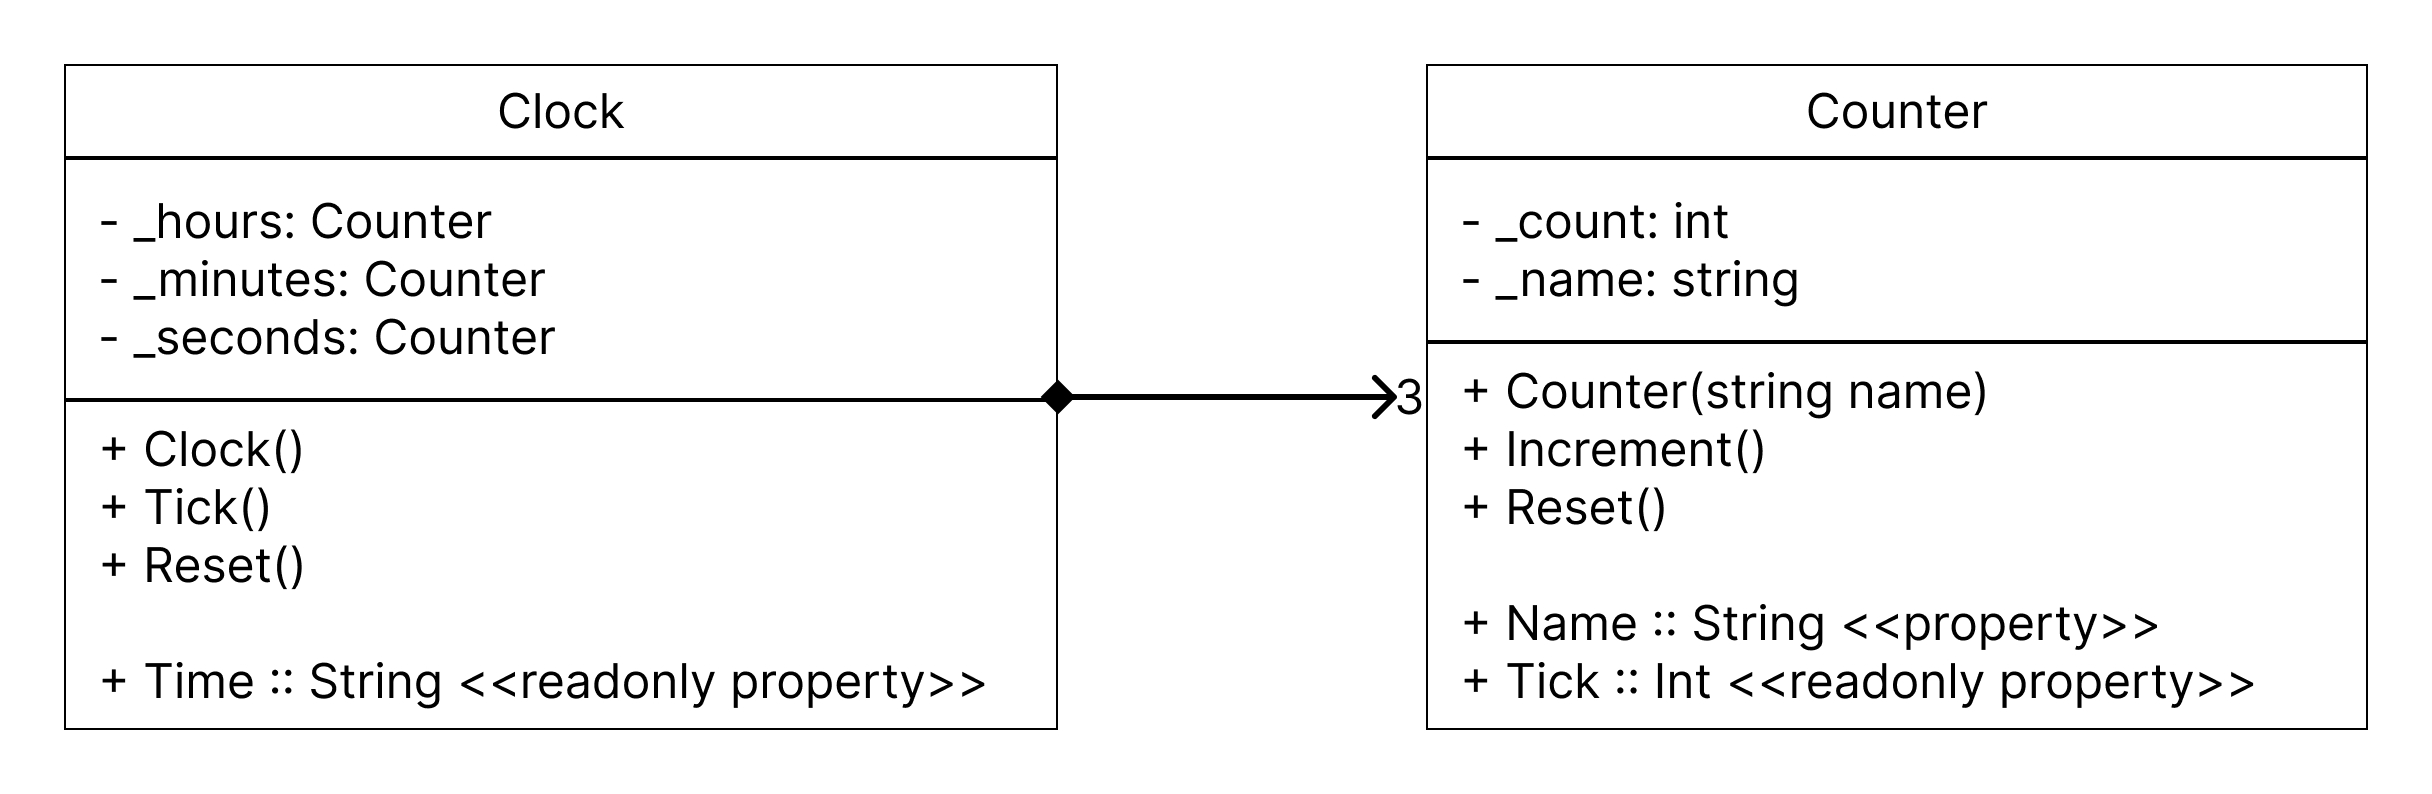 Clock
- _hours: Counter
- _minutes: Counter
- _seconds: Counter
+ Clock()
+ Tick()
+ Reset()
+ Time :: String <<readonly property>>
3
Counter
- _count: int
- _name: string
+ Counter(string name)
+ Increment()
+ Reset()
+ Name :: String <<property>>
+ Tick :: Int <<readonly property>>